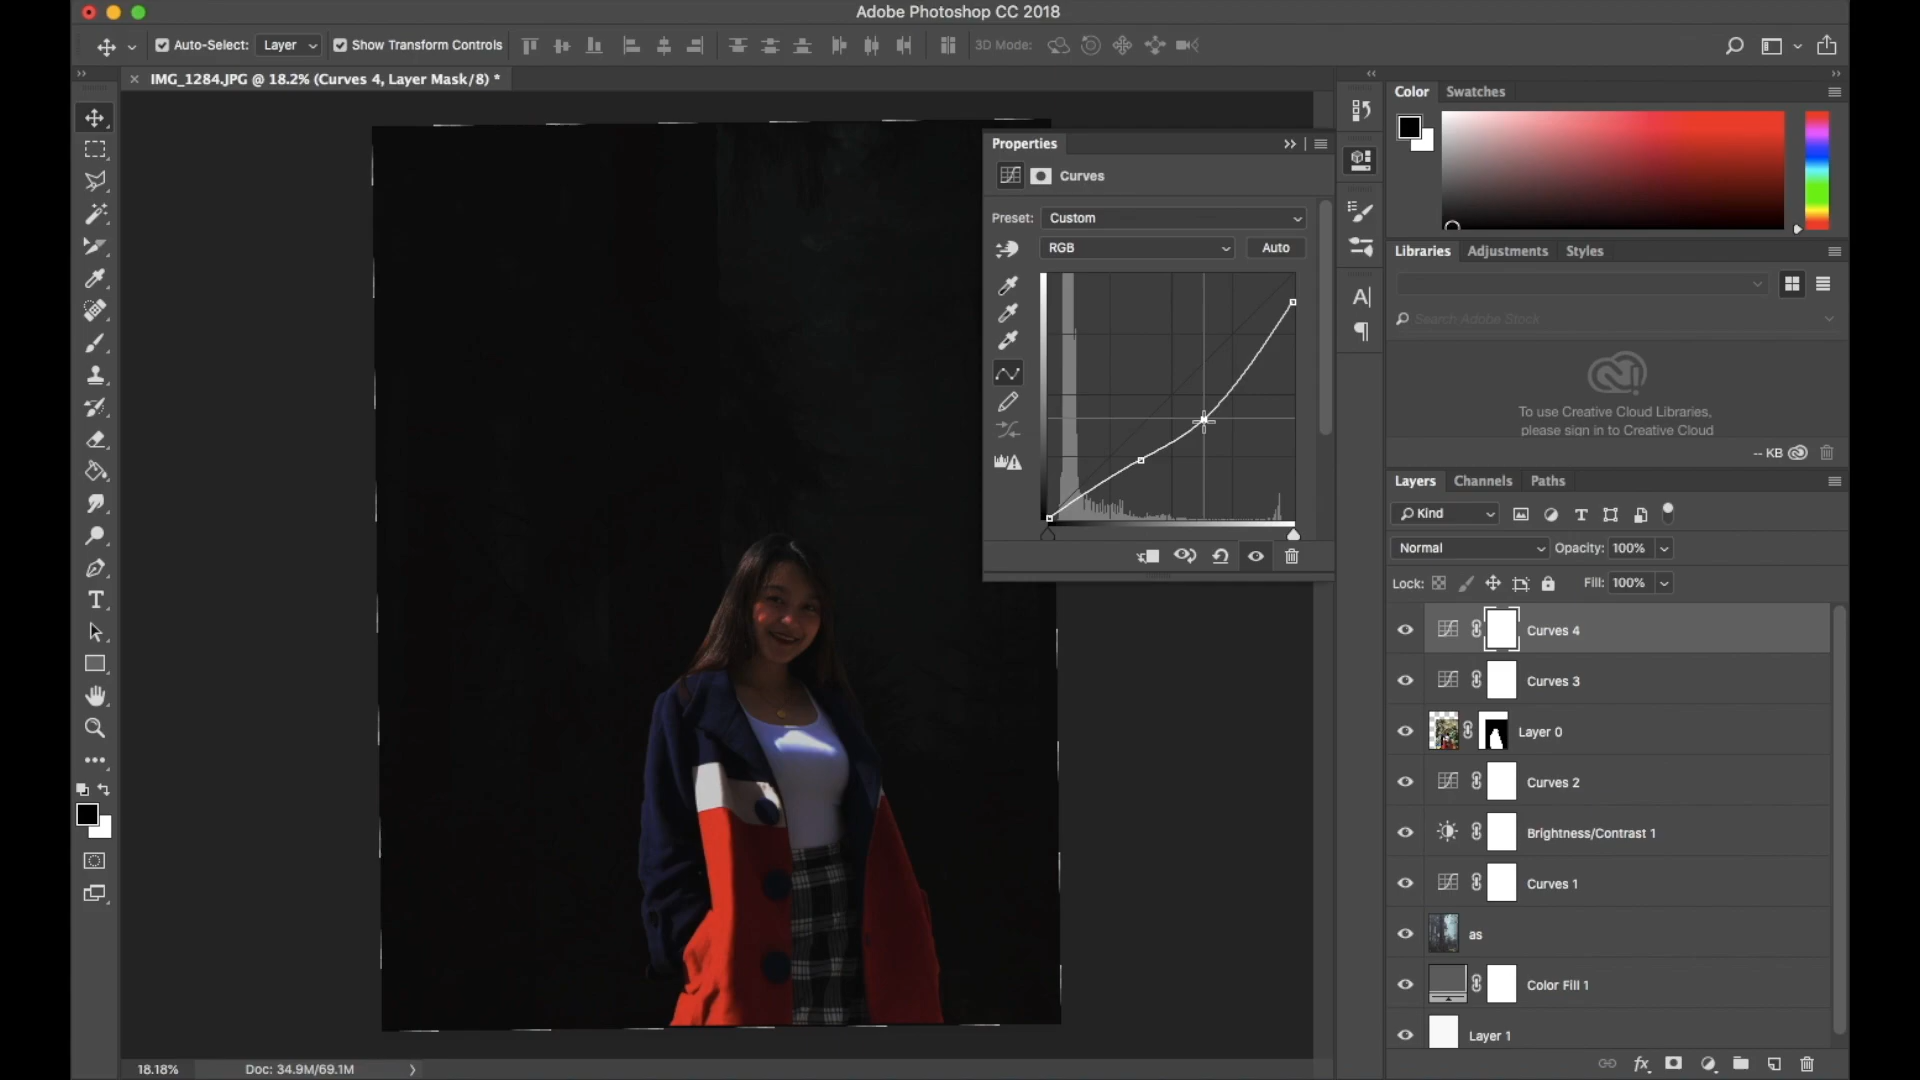 Adobe Photoshop CC 2018
Auto-Select: Layer Show Transform Controls 3D Mode:
IMG_1284.JPG @ 18.2% (Curves 4, Layer Mask/8) *
Properties
Curves
Preset: Custom
RGB Auto
Color Swatches
Libraries Adjustments Styles
Search Adobe Stock
To use Creative Cloud Libraries,
please sign in to Creative Cloud
-- KB
Layers Channels Paths
Kind
Normal Opacity: 100%
Lock: Fill: 100%
Curves 4
Curves 3
Layer 0
Curves 2
Brightness/Contrast 1
Curves 1
as
Color Fill 1
Layer 1
18.18% Doc: 34.9M/69.1M